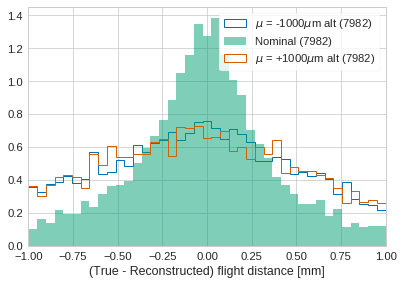 μ = -1000μm alt (7982)
Nominal (7982)
μ = +1000μm alt (7982)
1.4
1.2
1.0
0.8
0.6
0.4
0.2
0.0
−1.00 −0.75 −0.50 −0.25 0.00 0.25 0.50 0.75 1.00
(True - Reconstructed) flight distance [mm]